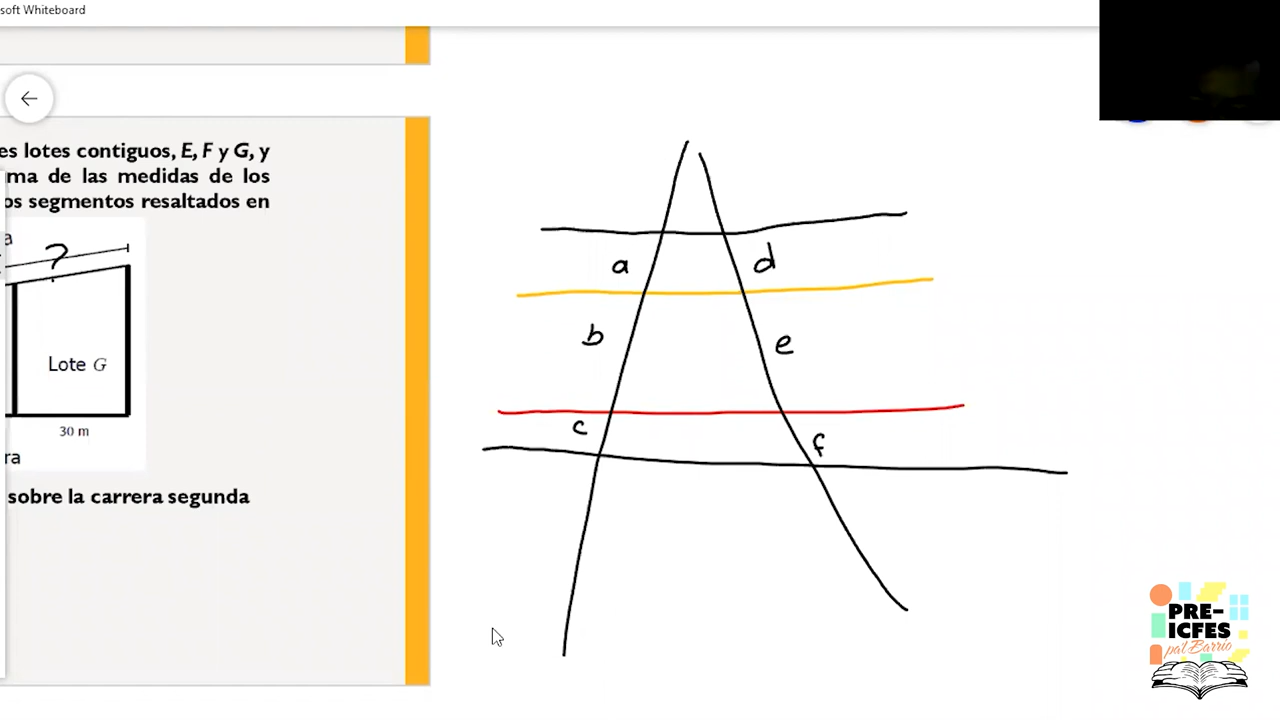 soft Whiteboard
es lotes contiguos, E, F y G, y
ma de las medidas de los
os segmentos resaltados en
a
?
Lote G
30 m
ra
sobre la carrera segunda
a
d
b
e
c
f
PRE-
ICFES
pal Barrio